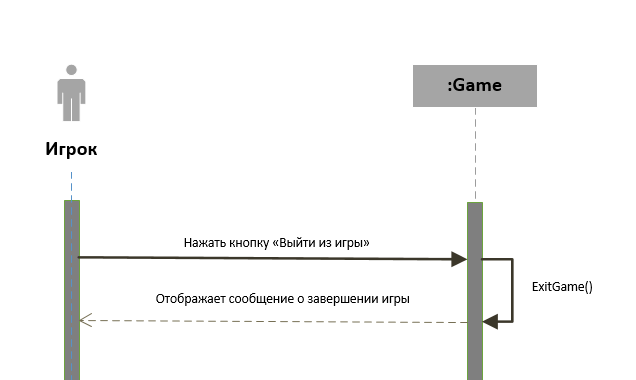 :Game
Игрок
Нажать кнопку «Выйти из игры»
ExitGame()
Отображает сообщение о завершении игры